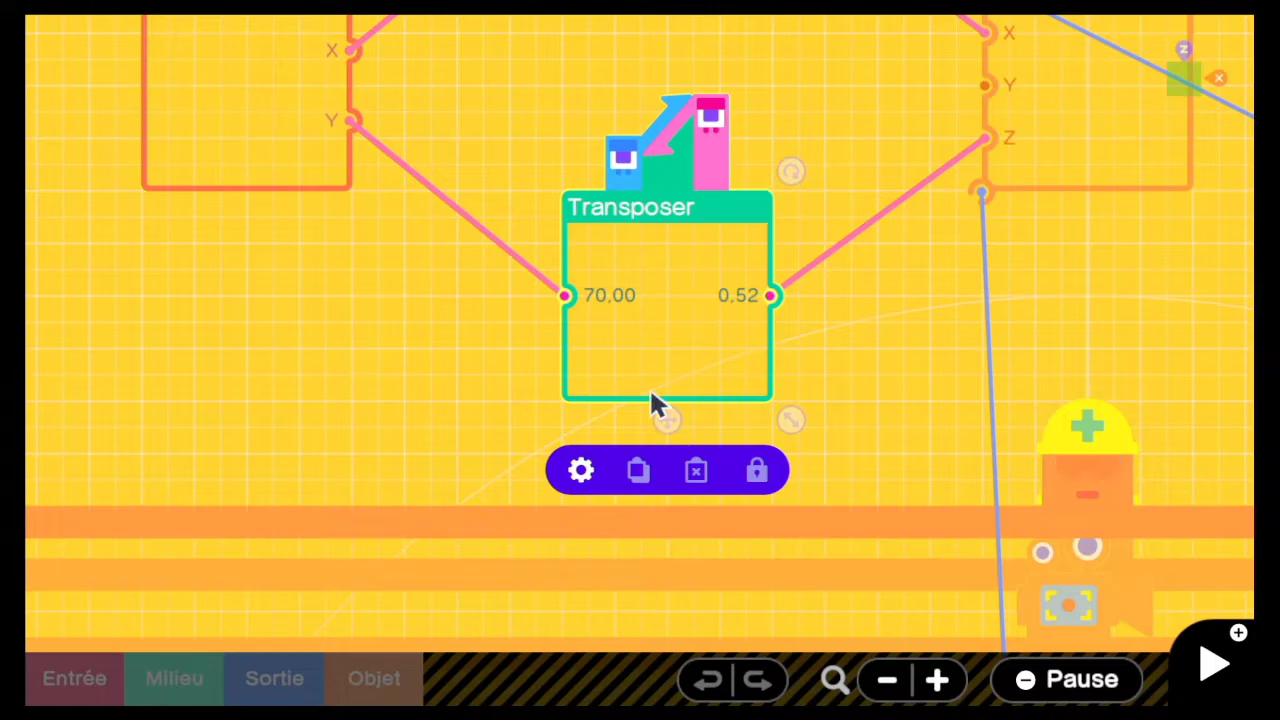 X
Y
X
Y
Z
Z
X
Transposer
70,00
0,52
Entrée
Milieu
Sortie
Objet
Pause